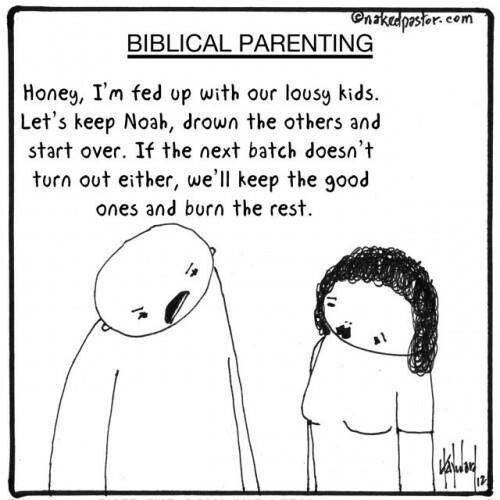 ©nakedpastor.com
BIBLICAL PARENTING
Honey, I'm fed up with our lousy kids.
Let's keep Noah, drown the others and
start over. If the next batch doesn't
turn out either, we'll keep the good
ones and burn the rest.
12